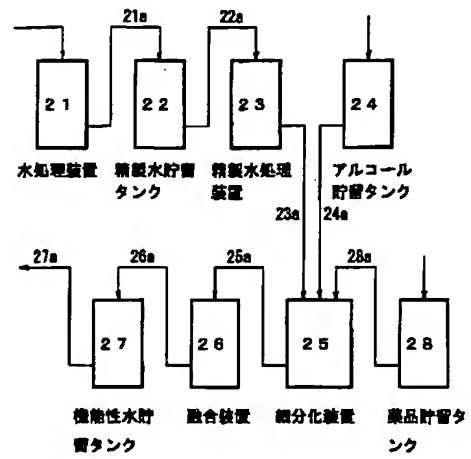 21a
22a
21
22
23
24
水処理装置
精製水貯留
タンク
精製水処理
装置
アルコール
貯留タンク
23a
24a
27a
26a
25a
28a
27
26
25
28
機能性水貯
留タンク
融合装置
細分化装置
薬品貯留タ
ンク